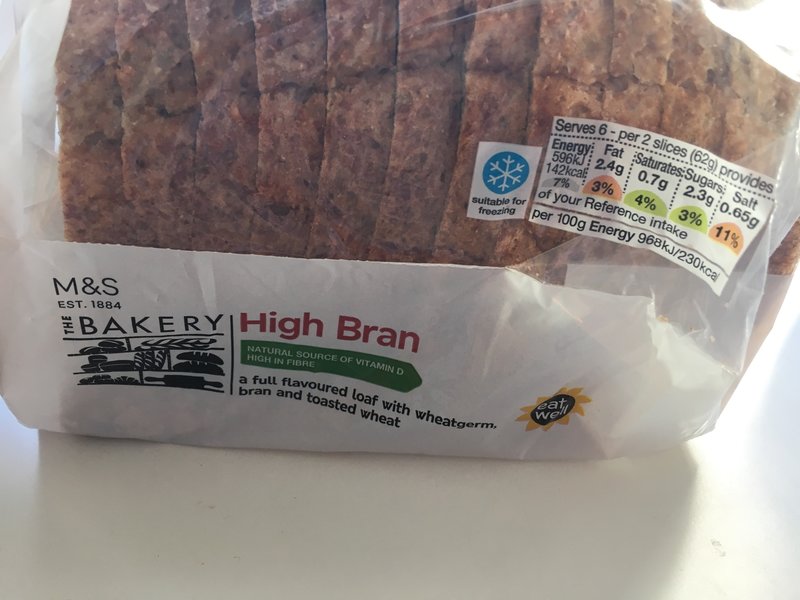 Serves 6 - per 2 slices (62g) provides
Energy Fat Saturates Sugars Salt
596kJ 2.4g 0.7g 2.3g 0.65g
142kcal
7% 3% 4% 3% 11%
of your Reference intake
per 100g Energy 968kJ/230kcal
suitable for
freezing
M&S
EST. 1884
THE BAKERY
High Bran
NATURAL SOURCE OF VITAMIN D
HIGH IN FIBRE
a full flavoured loaf with wheatgerm,
bran and toasted wheat
eat
well